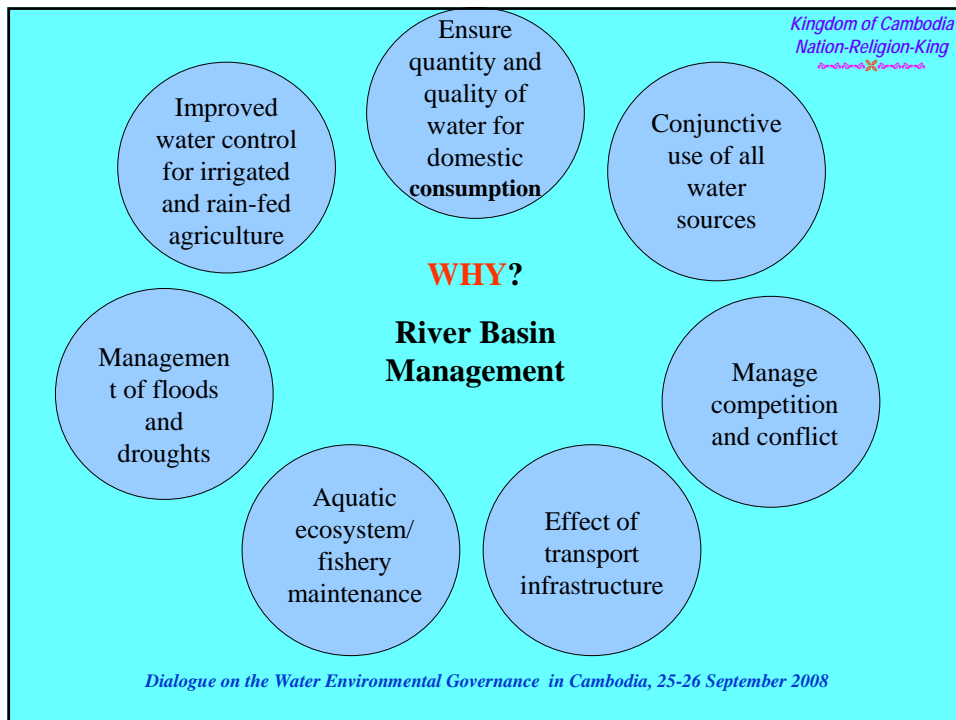 Kingdom of Cambodia
Nation-Religion-King
Ensure
quantity and
quality of
water for
domestic
consumption
Improved
water control
for irrigated
and rain-fed
agriculture
Conjunctive
use of all
water
sources
WHY?
River Basin
Management
Managemen
t of floods
and
droughts
Manage
competition
and conflict
Aquatic
ecosystem/
fishery
maintenance
Effect of
transport
infrastructure
Dialogue on the Water Environmental Governance in Cambodia, 25-26 September 2008